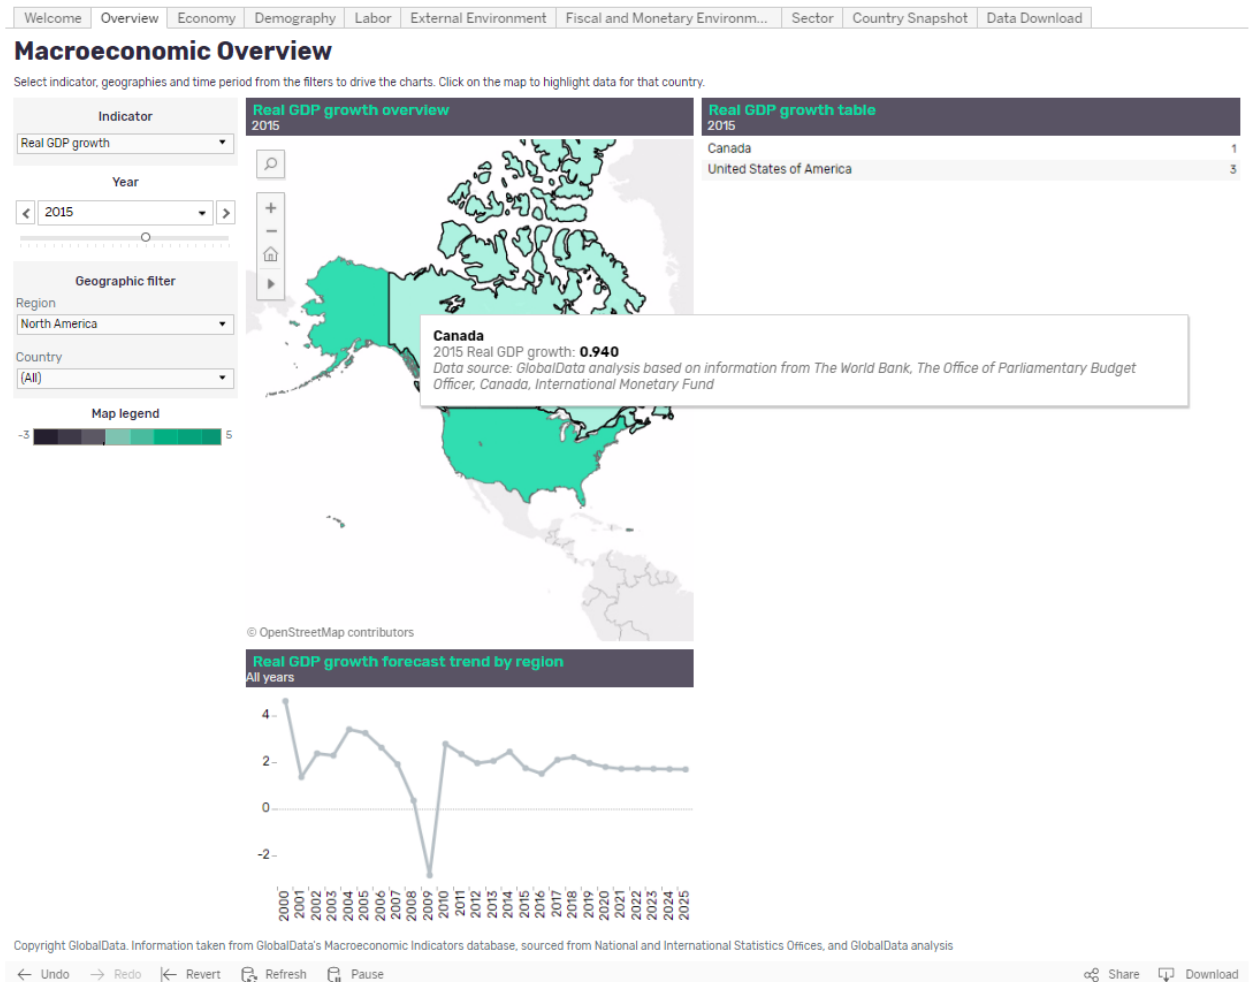 Welcome Overview Economy Demography Labor External Environment Fiscal and Monetary Environm... Sector Country Snapshot Data Download
Macroeconomic Overview
Select indicator, geographies and time period from the filters to drive the charts. Click on the map to highlight data for that country.
Indicator
Real GDP growth
Year
2015
Geographic filter
Region
North America
Country
(All)
Map legend
-3 5
Real GDP growth overview
2015
Canada
2015 Real GDP growth: 0.940
Data source: GlobalData analysis based on information from The World Bank, The Office of Parliamentary Budget
Officer, Canada, International Monetary Fund
© OpenStreetMap contributors
Real GDP growth table
2015
Canada 1
United States of America 3
Real GDP growth forecast trend by region
All years
4
2
0
-2
2000 2001 2002 2003 2004 2005 2006 2007 2008 2009 2010 2011 2012 2013 2014 2015 2016 2017 2018 2019 2020 2021 2022 2023 2024 2025
Copyright GlobalData. Information taken from GlobalData's Macroeconomic Indicators database, sourced from National and International Statistics Offices, and GlobalData analysis
Undo Redo Revert Refresh Pause Share Download